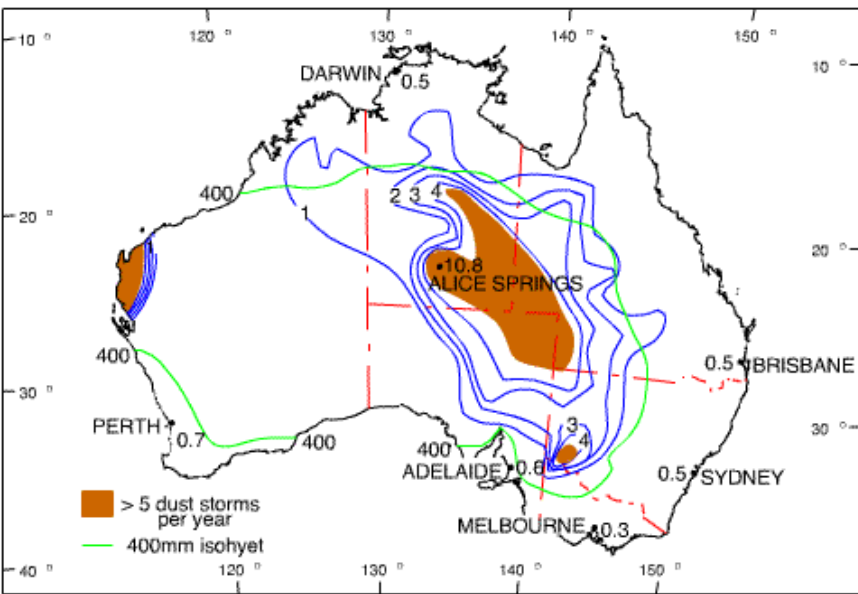 120 °
130 °
140 °
150 °
10 °
10 °
DARWIN
0.5
400
2 3 4
1
20 °
20 °
10.8
ALICE SPRINGS
400
0.5
BRISBANE
30 °
30 °
PERTH
0.7
400
400
3
4
ADELAIDE
0.6
0.5
SYDNEY
> 5 dust storms
per year
MELBOURNE
0.3
400mm isohyet
40 °
120 °
130 °
140 °
150 °